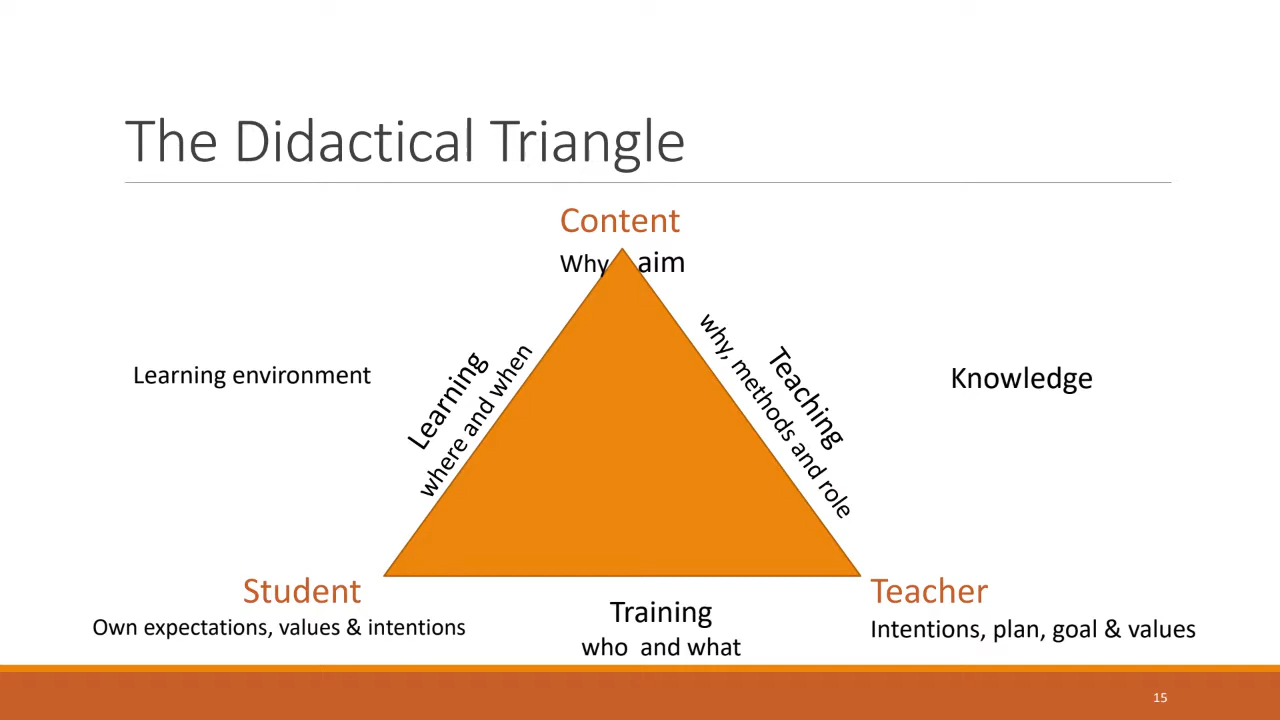 The Didactical Triangle
Content
Why aim
Learning environment
Learning
where and when
Teaching
why, methods and role
Knowledge
Student
Own expectations, values & intentions
Training
who and what
Teacher
Intentions, plan, goal & values
15